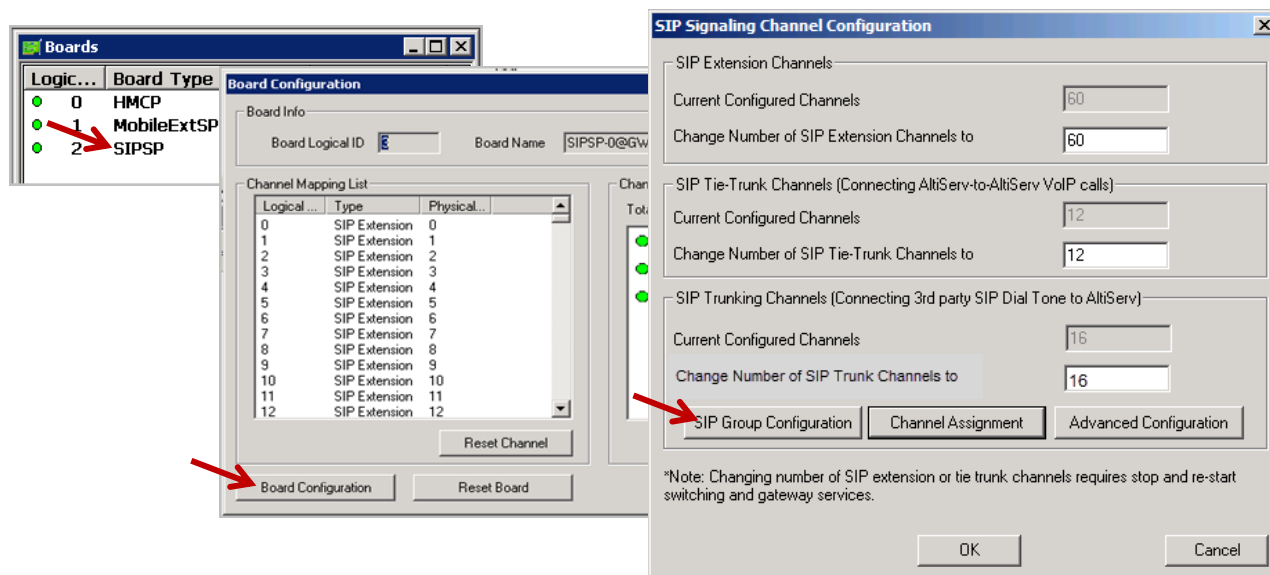 Boards
Logic... Board Type
0 HMCP
1 MobileExtSP
2 SIPSP
Board Configuration
Board Info
Board Logical ID 3 Board Name SIPSP-0@GW
Channel Mapping List
Logical ... Type Physical...
0 SIP Extension 0
1 SIP Extension 1
2 SIP Extension 2
3 SIP Extension 3
4 SIP Extension 4
5 SIP Extension 5
6 SIP Extension 6
7 SIP Extension 7
8 SIP Extension 8
9 SIP Extension 9
10 SIP Extension 10
11 SIP Extension 11
12 SIP Extension 12
Reset Channel
Board Configuration Reset Board
Chan
Tota
SIP Signaling Channel Configuration
SIP Extension Channels
Current Configured Channels 60
Change Number of SIP Extension Channels to 60
SIP Tie-Trunk Channels (Connecting AltiServ-to-AltiServ VoIP calls)
Current Configured Channels 12
Change Number of SIP Tie-Trunk Channels to 12
SIP Trunking Channels (Connecting 3rd party SIP Dial Tone to AltiServ)
Current Configured Channels 16
Change Number of SIP Trunk Channels to 16
SIP Group Configuration Channel Assignment Advanced Configuration
*Note: Changing number of SIP extension or tie trunk channels requires stop and re-start
switching and gateway services.
OK Cancel